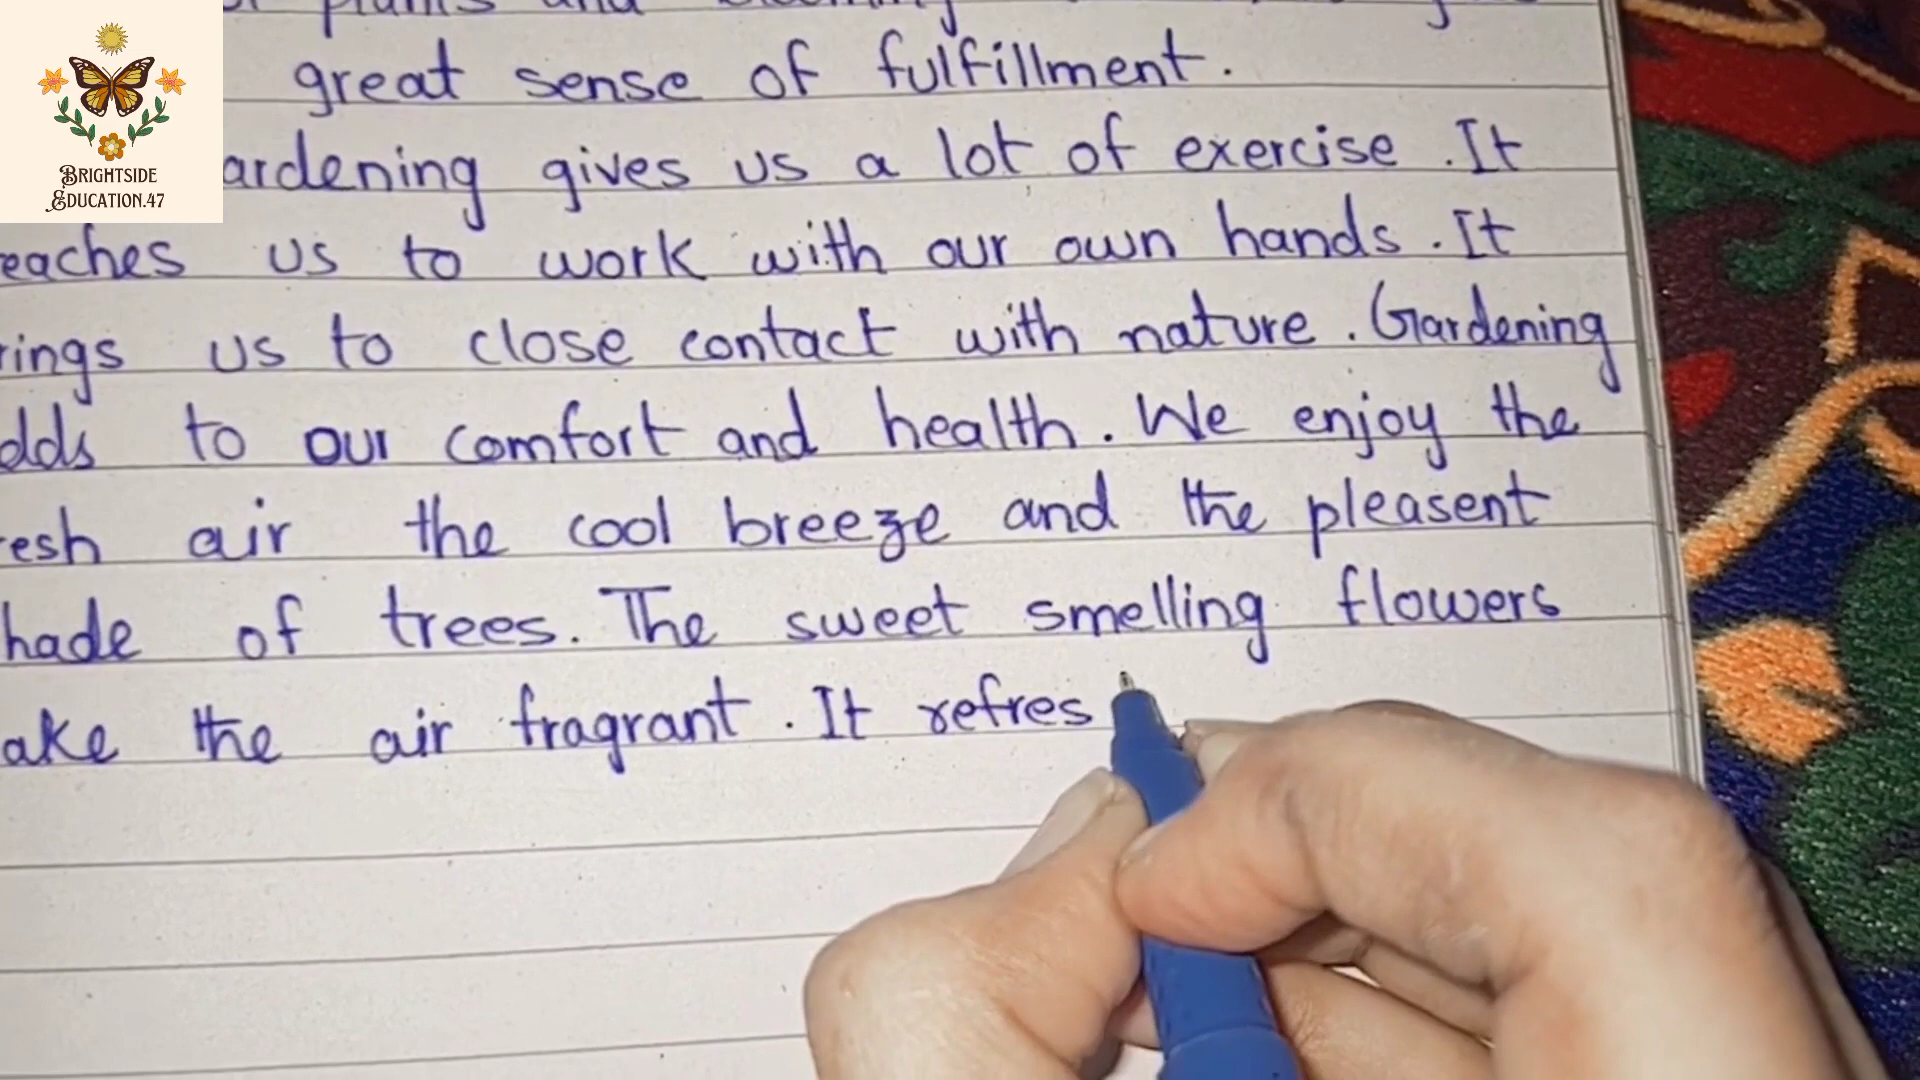 BRIGHTSIDE
EDUCATION.47
plants and
great sense of fulfillment.
ardening gives us a lot of exercise. It
eaches us to work with our own hands. It
rings us to close contact with nature. Gardening
dds to our comfort and health. We enjoy the
esh air the cool breeze and the pleasent
hade of trees. The sweet smelling flowers
ake the air fragrant. It refres